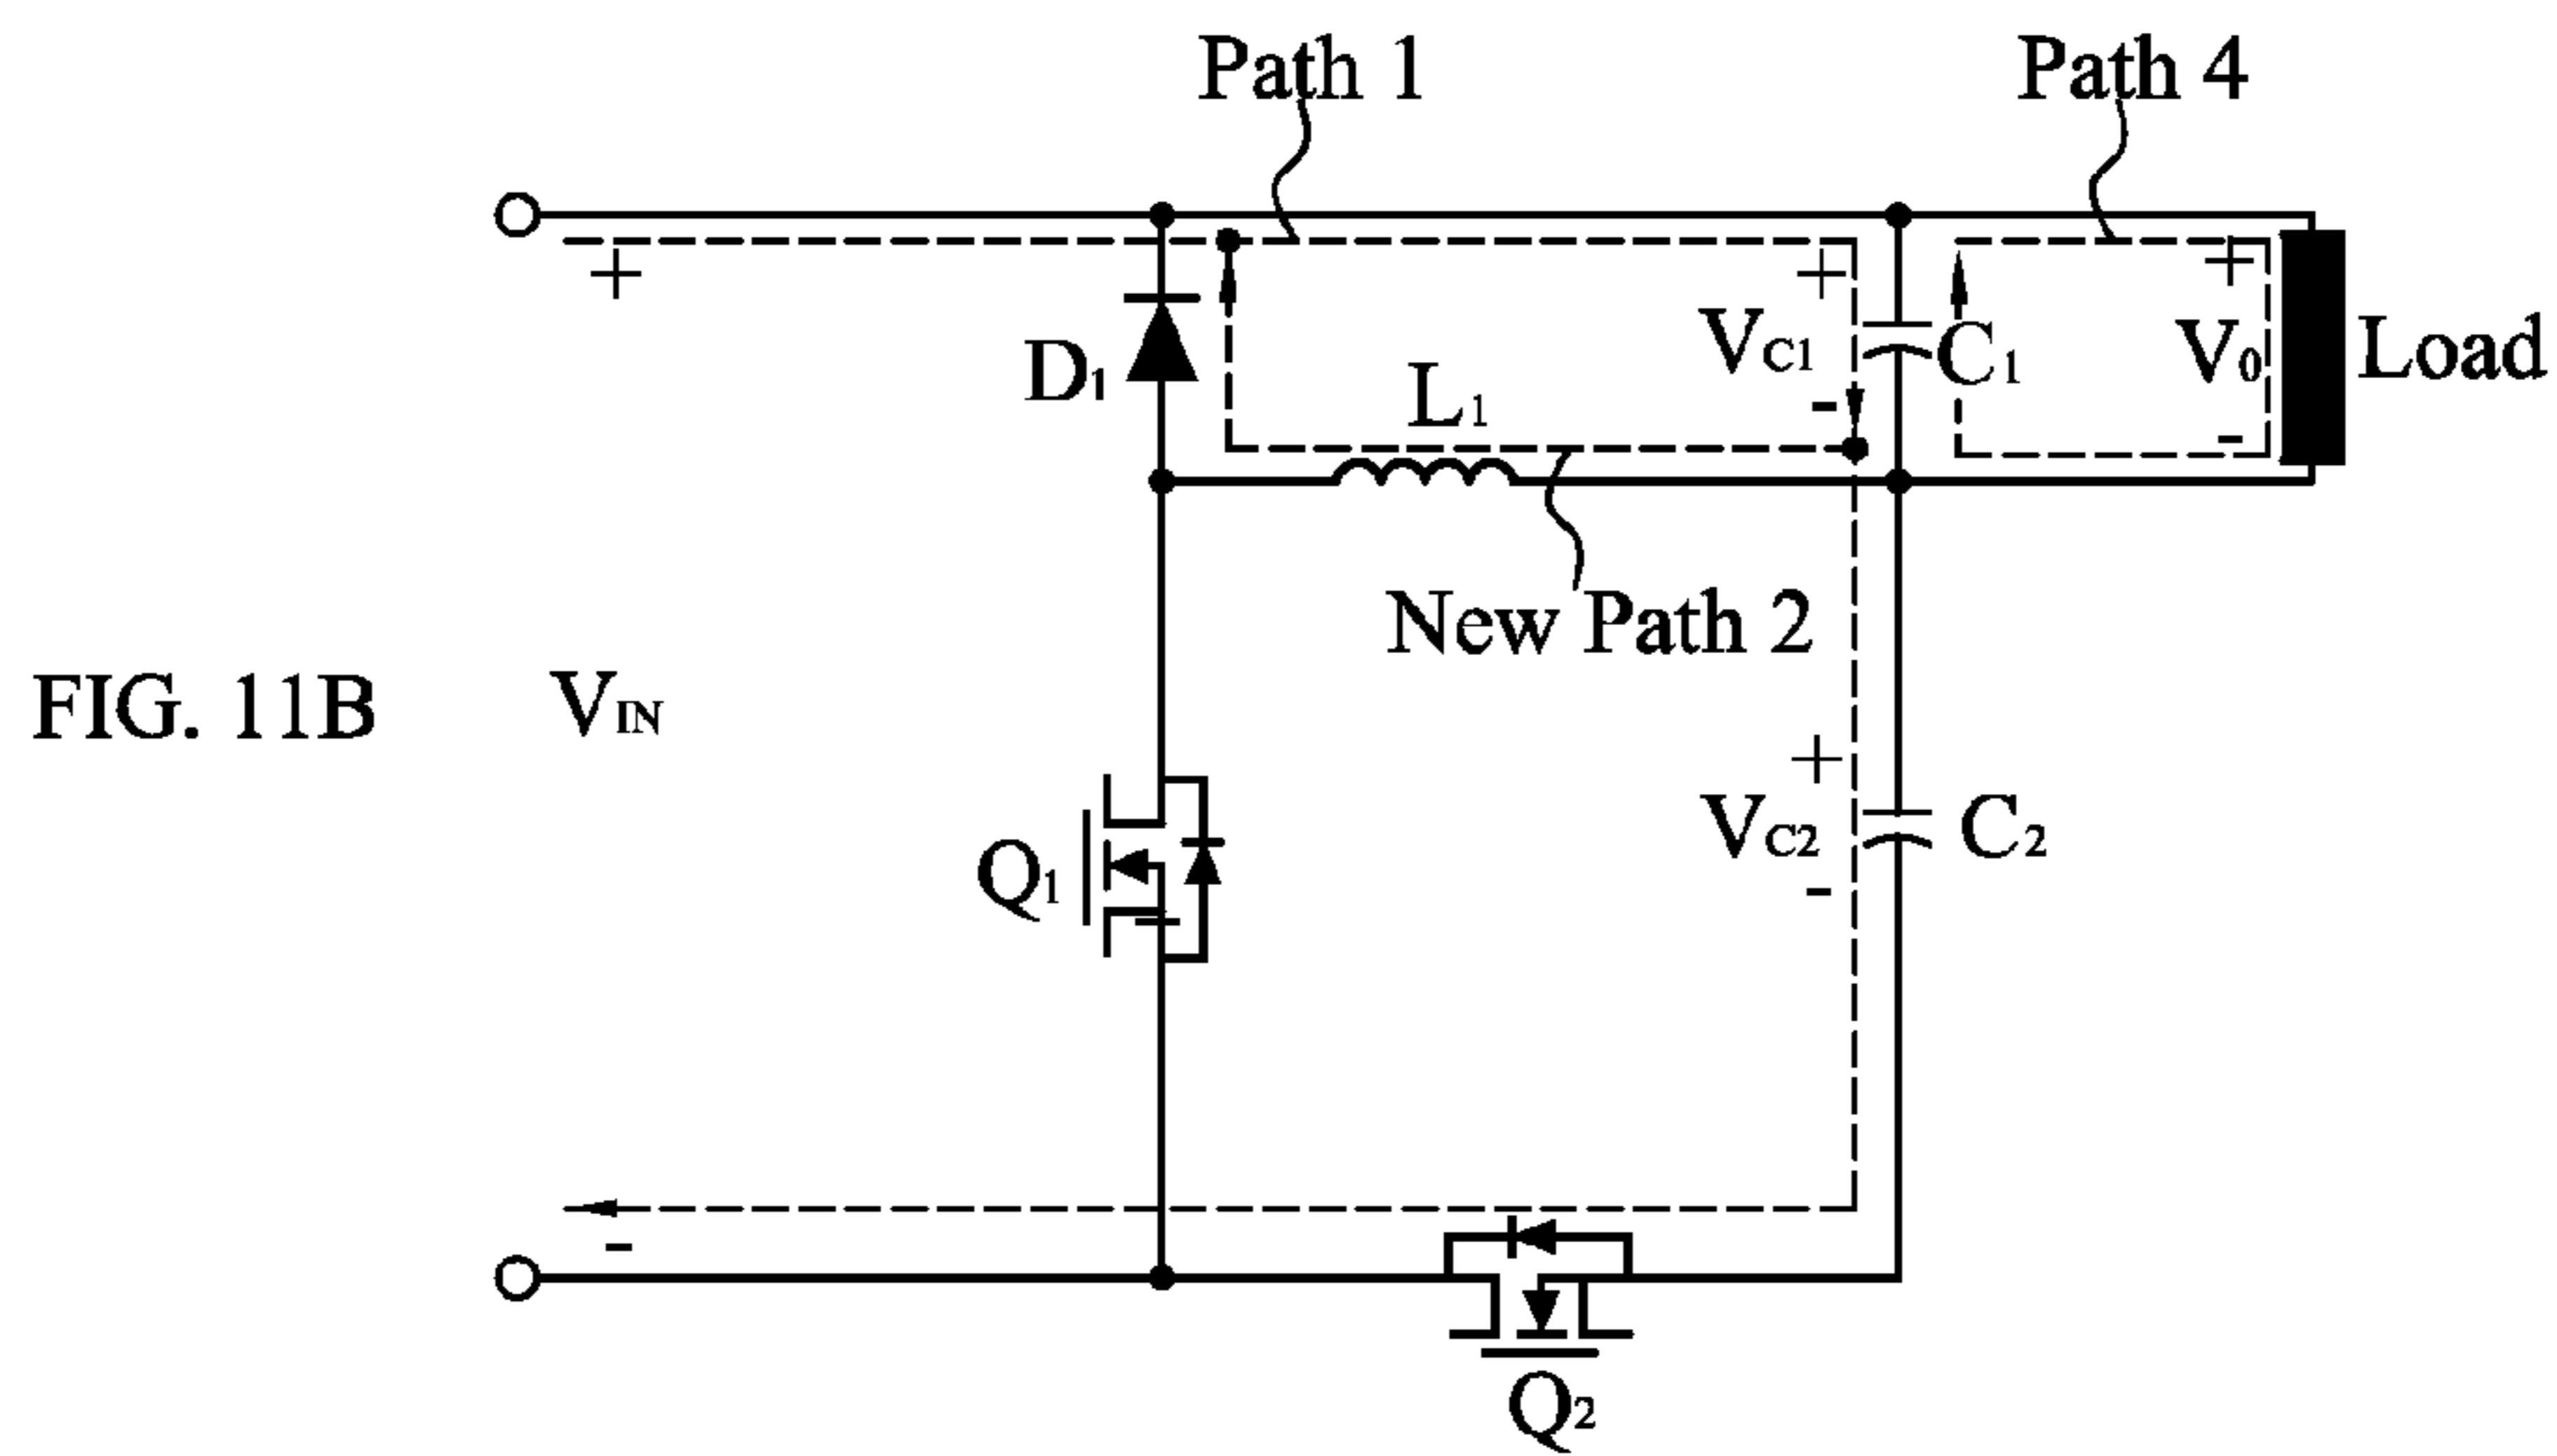 Path 1
Path 4
+
+
+
VC1
C1
V0
Load
D1
L1
-
-
New Path 2
FIG. 11B
VIN
+
VC2
C2
Q1
-
-
Q2